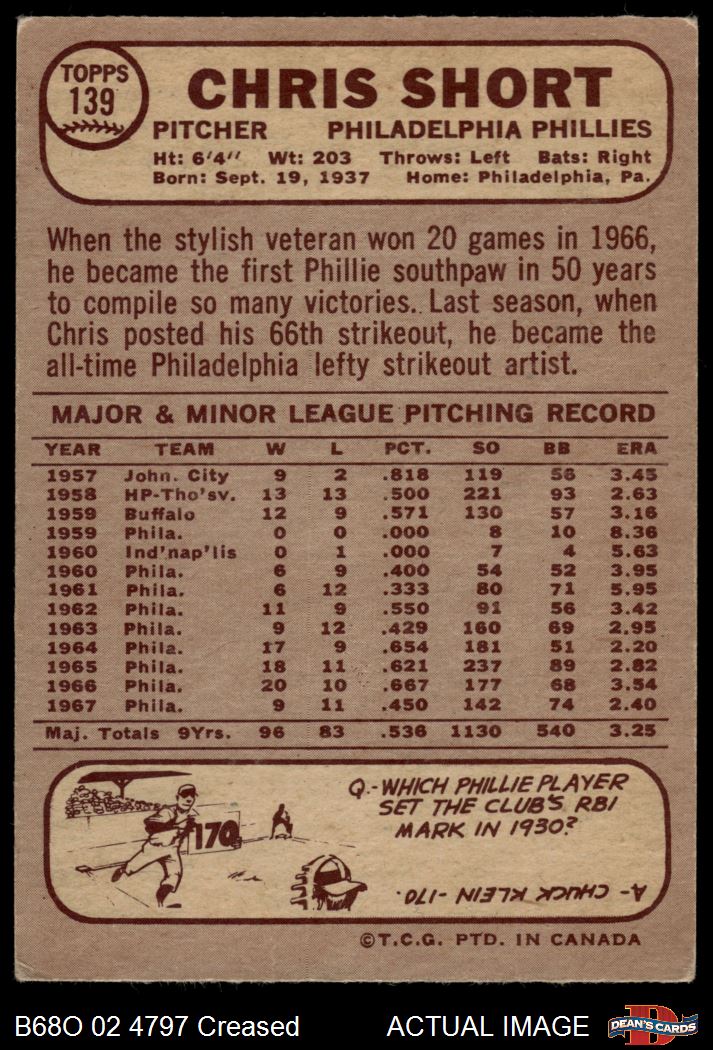 TOPPS
139
CHRIS SHORT
PITCHER PHILADELPHIA PHILLIES
Ht: 6'4" Wt: 203 Throws: Left Bats: Right
Born: Sept. 19, 1937 Home: Philadelphia, Pa.
When the stylish veteran won 20 games in 1966,
he became the first Phillie southpaw in 50 years
to compile so many victories. Last season, when
Chris posted his 66th strikeout, he became the
all-time Philadelphia lefty strikeout artist.
MAJOR & MINOR LEAGUE PITCHING RECORD
YEAR TEAM W L PCT. SO BB ERA
1957 John. City 9 2 .818 119 56 3.45
1958 HP-Tho'sv. 13 13 .500 221 93 2.63
1959 Buffalo 12 9 .571 130 57 3.16
1959 Phila. 0 0 .000 8 10 8.36
1960 Ind'nap'lis 0 1 .000 7 4 5.63
1960 Phila. 6 9 .400 54 52 3.95
1961 Phila. 6 12 .333 80 71 5.95
1962 Phila. 11 9 .550 91 56 3.42
1963 Phila. 9 12 .429 160 69 2.95
1964 Phila. 17 9 .654 181 51 2.20
1965 Phila. 18 11 .621 237 89 2.82
1966 Phila. 20 10 .667 177 68 3.54
1967 Phila. 9 11 .450 142 74 2.40
Maj. Totals 9Yrs. 96 83 .536 1130 540 3.25
Q.-WHICH PHILLIE PLAYER
SET THE CLUB'S RBI
MARK IN 1930?
170
A-CHUCK KLEIN-170.
©T.C.G. PTD. IN CANADA
B68O 02 4797 Creased ACTUAL IMAGE
DEAN'S CARDS